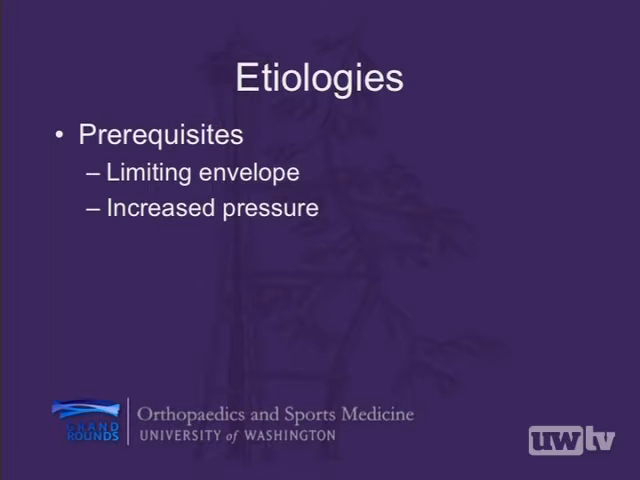 Etiologies
• Prerequisites
– Limiting envelope
– Increased pressure
GRAND ROUNDS
Orthopaedics and Sports Medicine
UNIVERSITY of WASHINGTON
uwtv